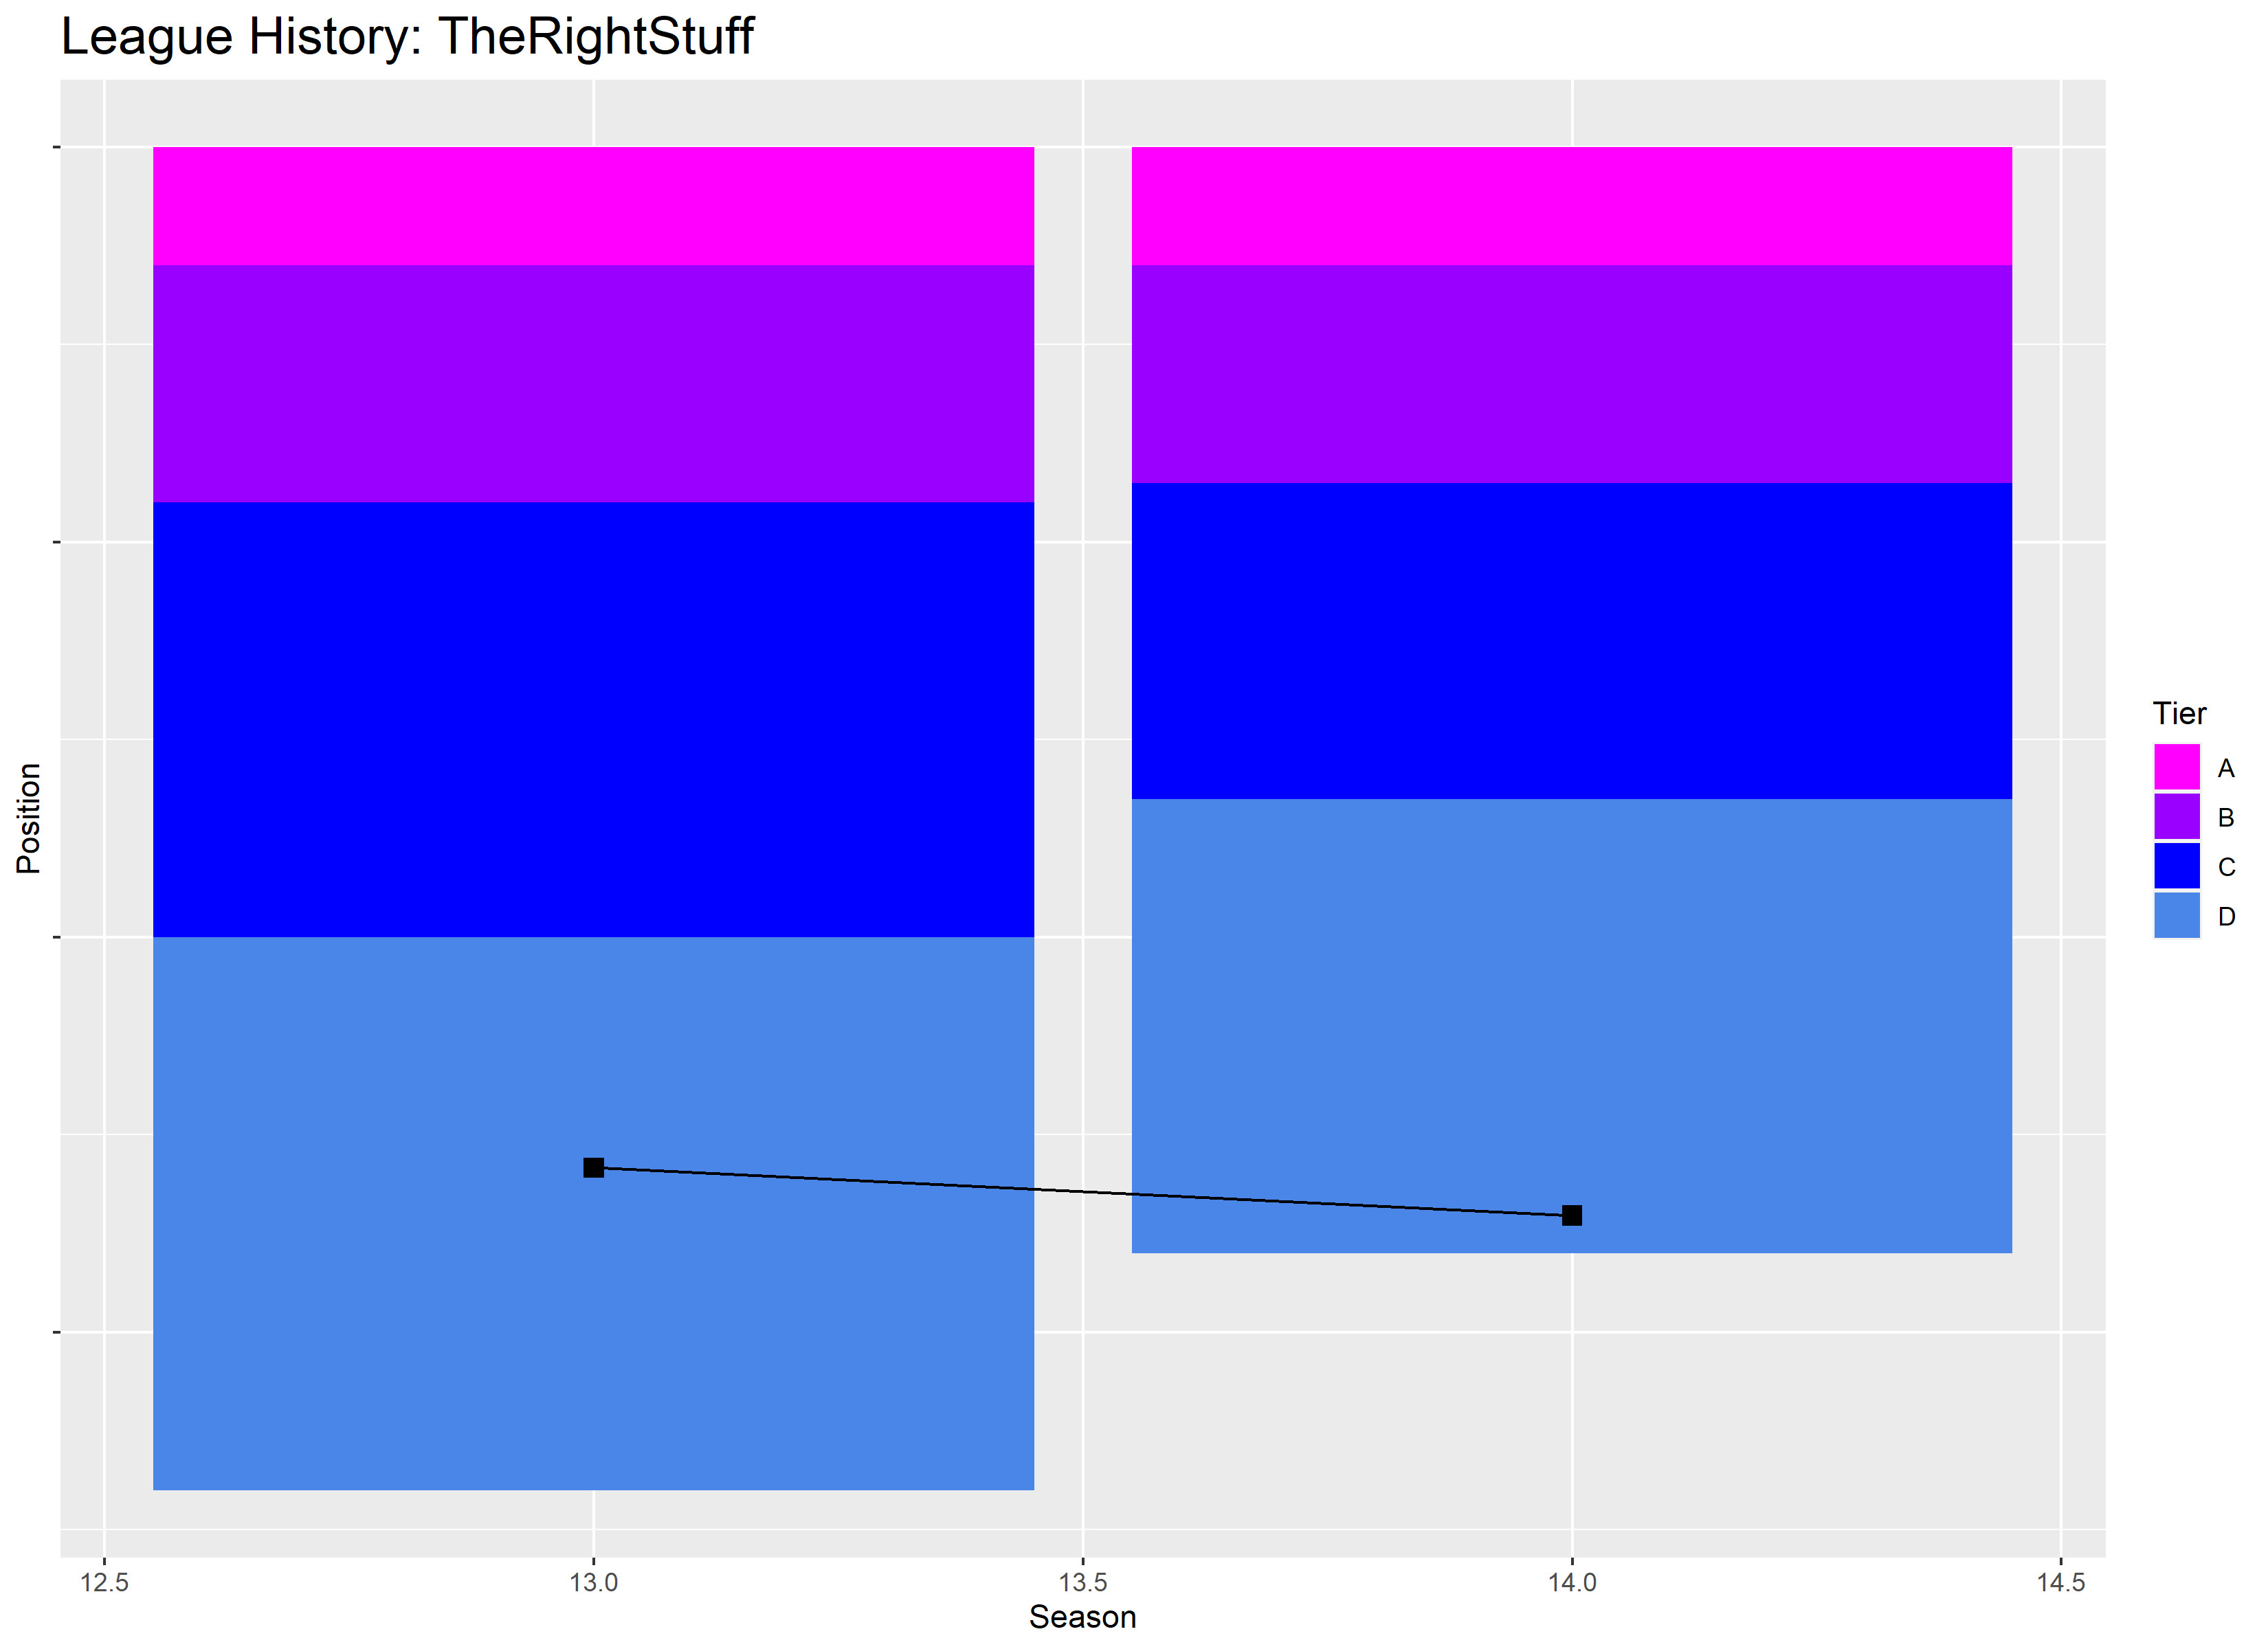 League History: TheRightStuff
Position
Tier
A
B
C
D
12.5
13.0
13.5
14.0
14.5
Season